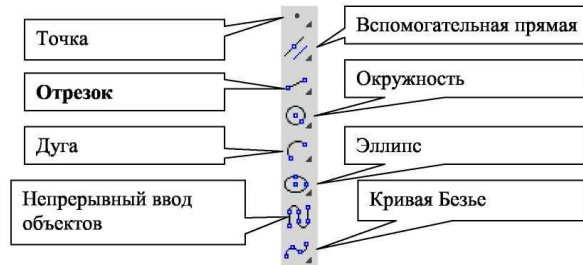 Точка
Вспомогательная прямая
Отрезок
Окружность
Дуга
Эллипс
Непрерывный ввод
объектов
Кривая Безье